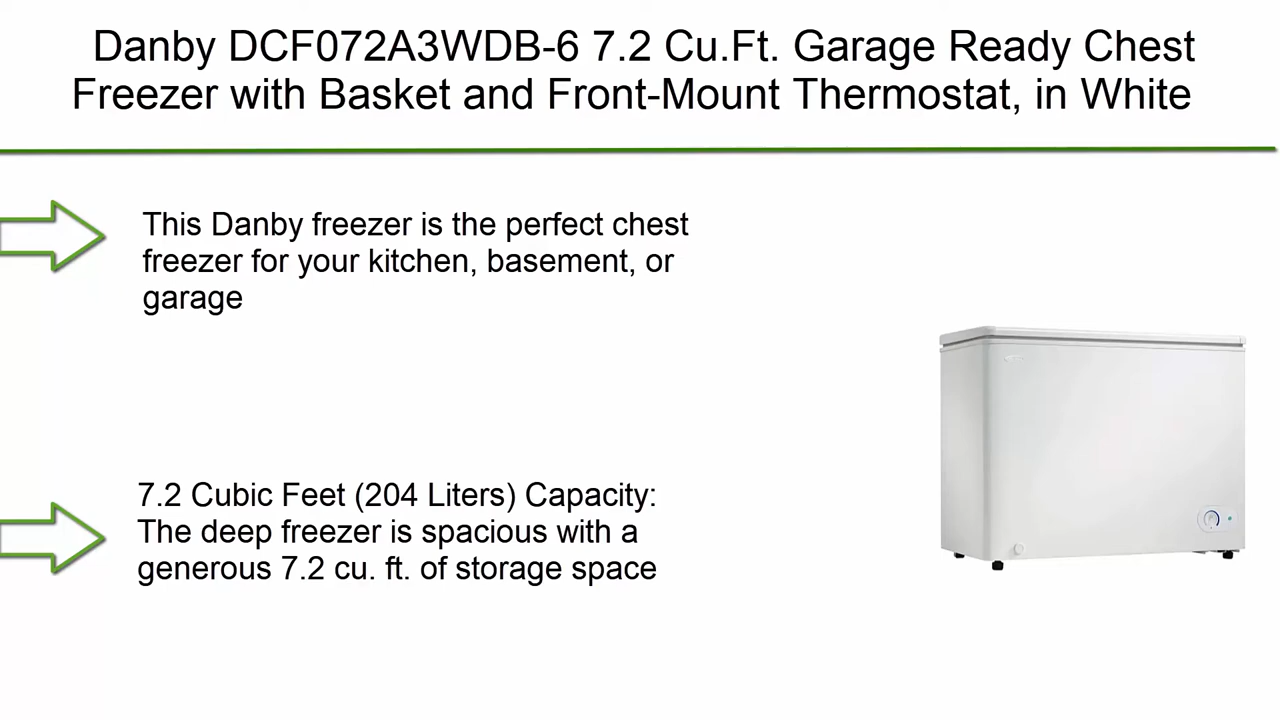 Danby DCF072A3WDB-6 7.2 Cu.Ft. Garage Ready Chest
Freezer with Basket and Front-Mount Thermostat, in White
This Danby freezer is the perfect chest
freezer for your kitchen, basement, or
garage
7.2 Cubic Feet (204 Liters) Capacity:
The deep freezer is spacious with a
generous 7.2 cu. ft. of storage space